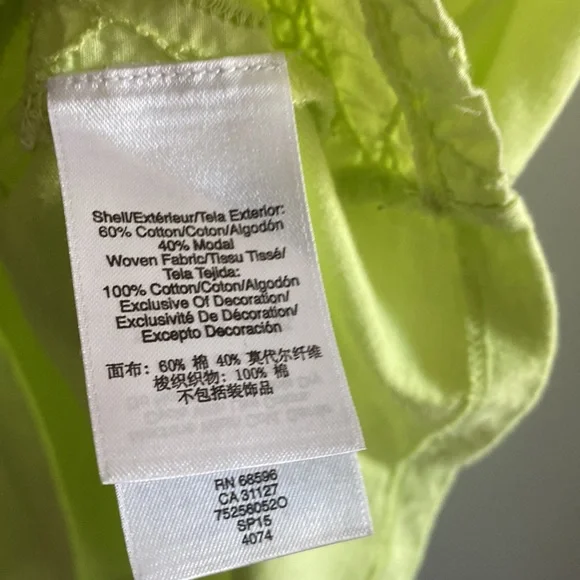 Shell/Extérieur/Tela Exterior:
60% Cotton/Coton/Algodón
40% Modal
Woven Fabric/Tissu Tissé/
Tela Tejida:
100% Cotton/Coton/Algodón
Exclusive Of Decoration/
Exclusivité De Décoration/
Excepto Decoración
面布: 60% 棉 40% 莫代尔纤维
梭织织物: 100% 棉
不包括装饰品
RN 68596
CA 31127
752560520
SP15
4074